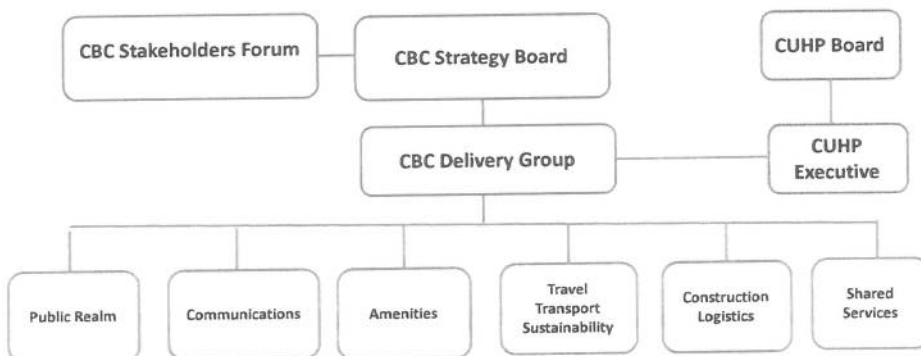 CBC Stakeholders Forum
CBC Strategy Board
CUHP Board
CBC Delivery Group
CUHP
Executive
Public Realm
Communications
Amenities
Travel
Transport
Sustainability
Construction
Logistics
Shared
Services